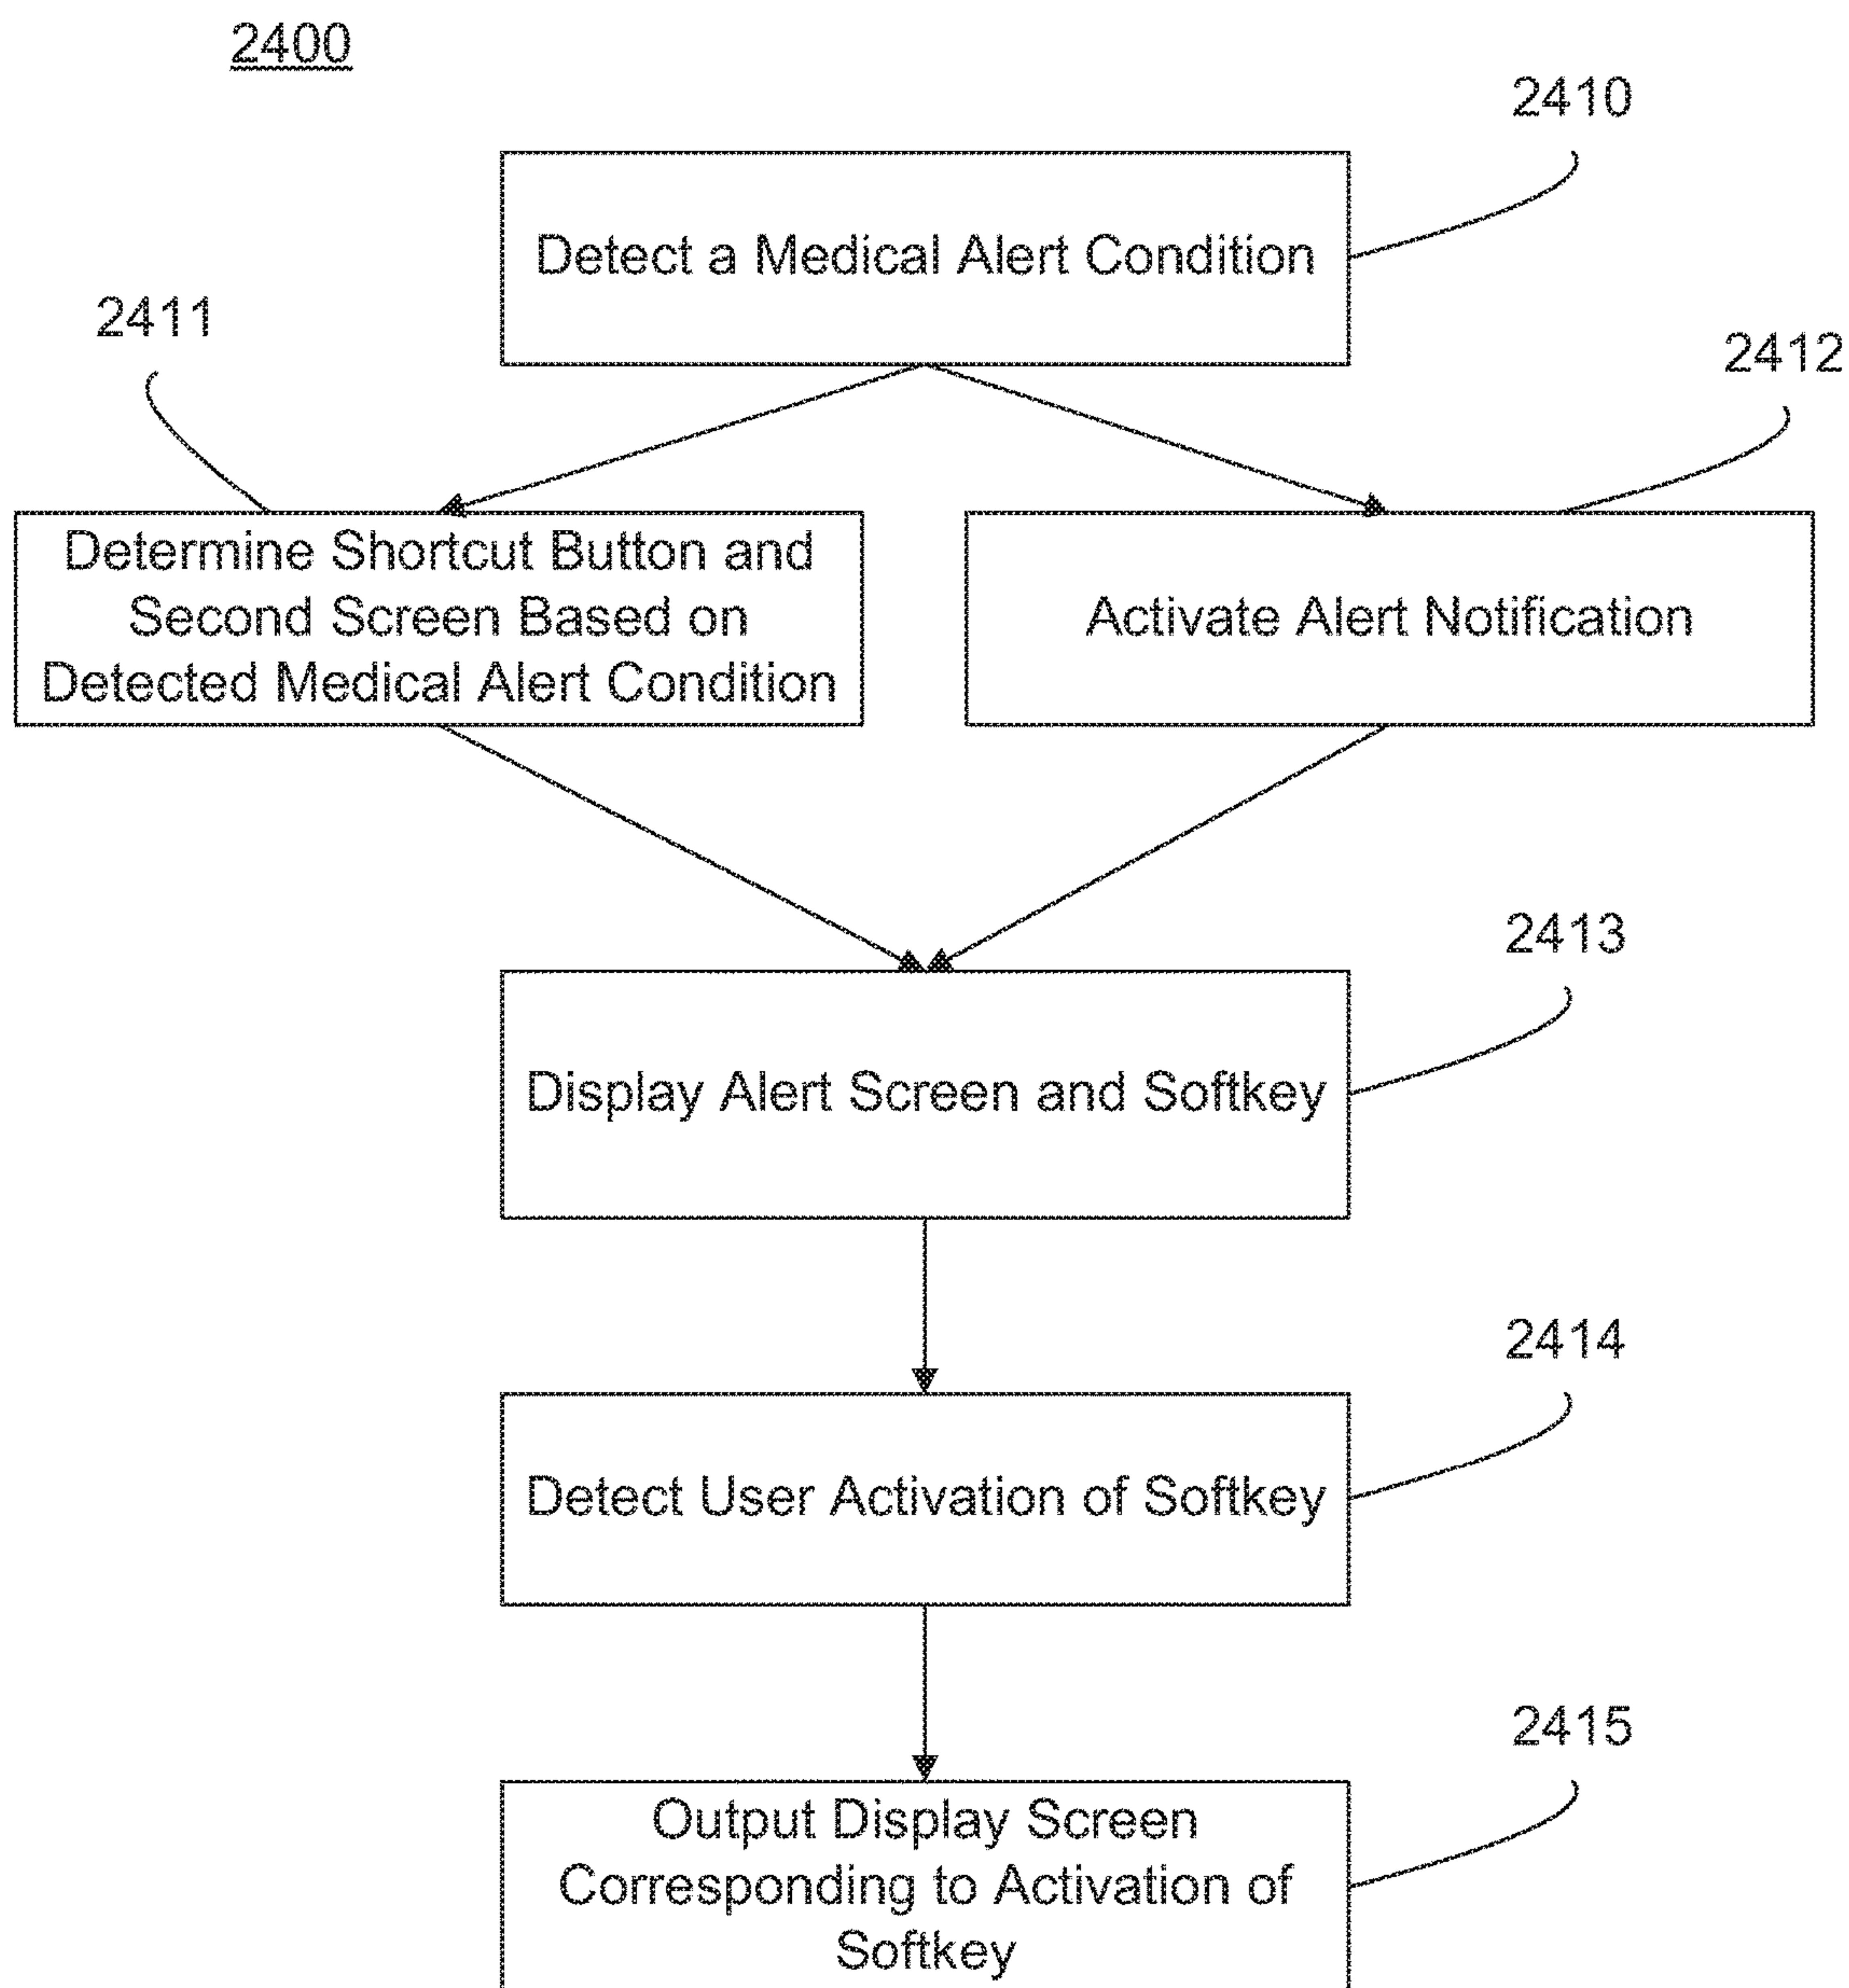 2400
2410
Detect a Medical Alert Condition
2411
2412
Determine Shortcut Button and
Second Screen Based on
Detected Medical Alert Condition
Activate Alert Notification
2413
Display Alert Screen and Softkey
2414
Detect User Activation of Softkey
2415
Output Display Screen
Corresponding to Activation of
Softkey